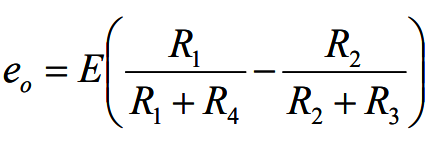 e_o = E(R_1/(R_1 + R_4) - R_2/(R_2 + R_3))